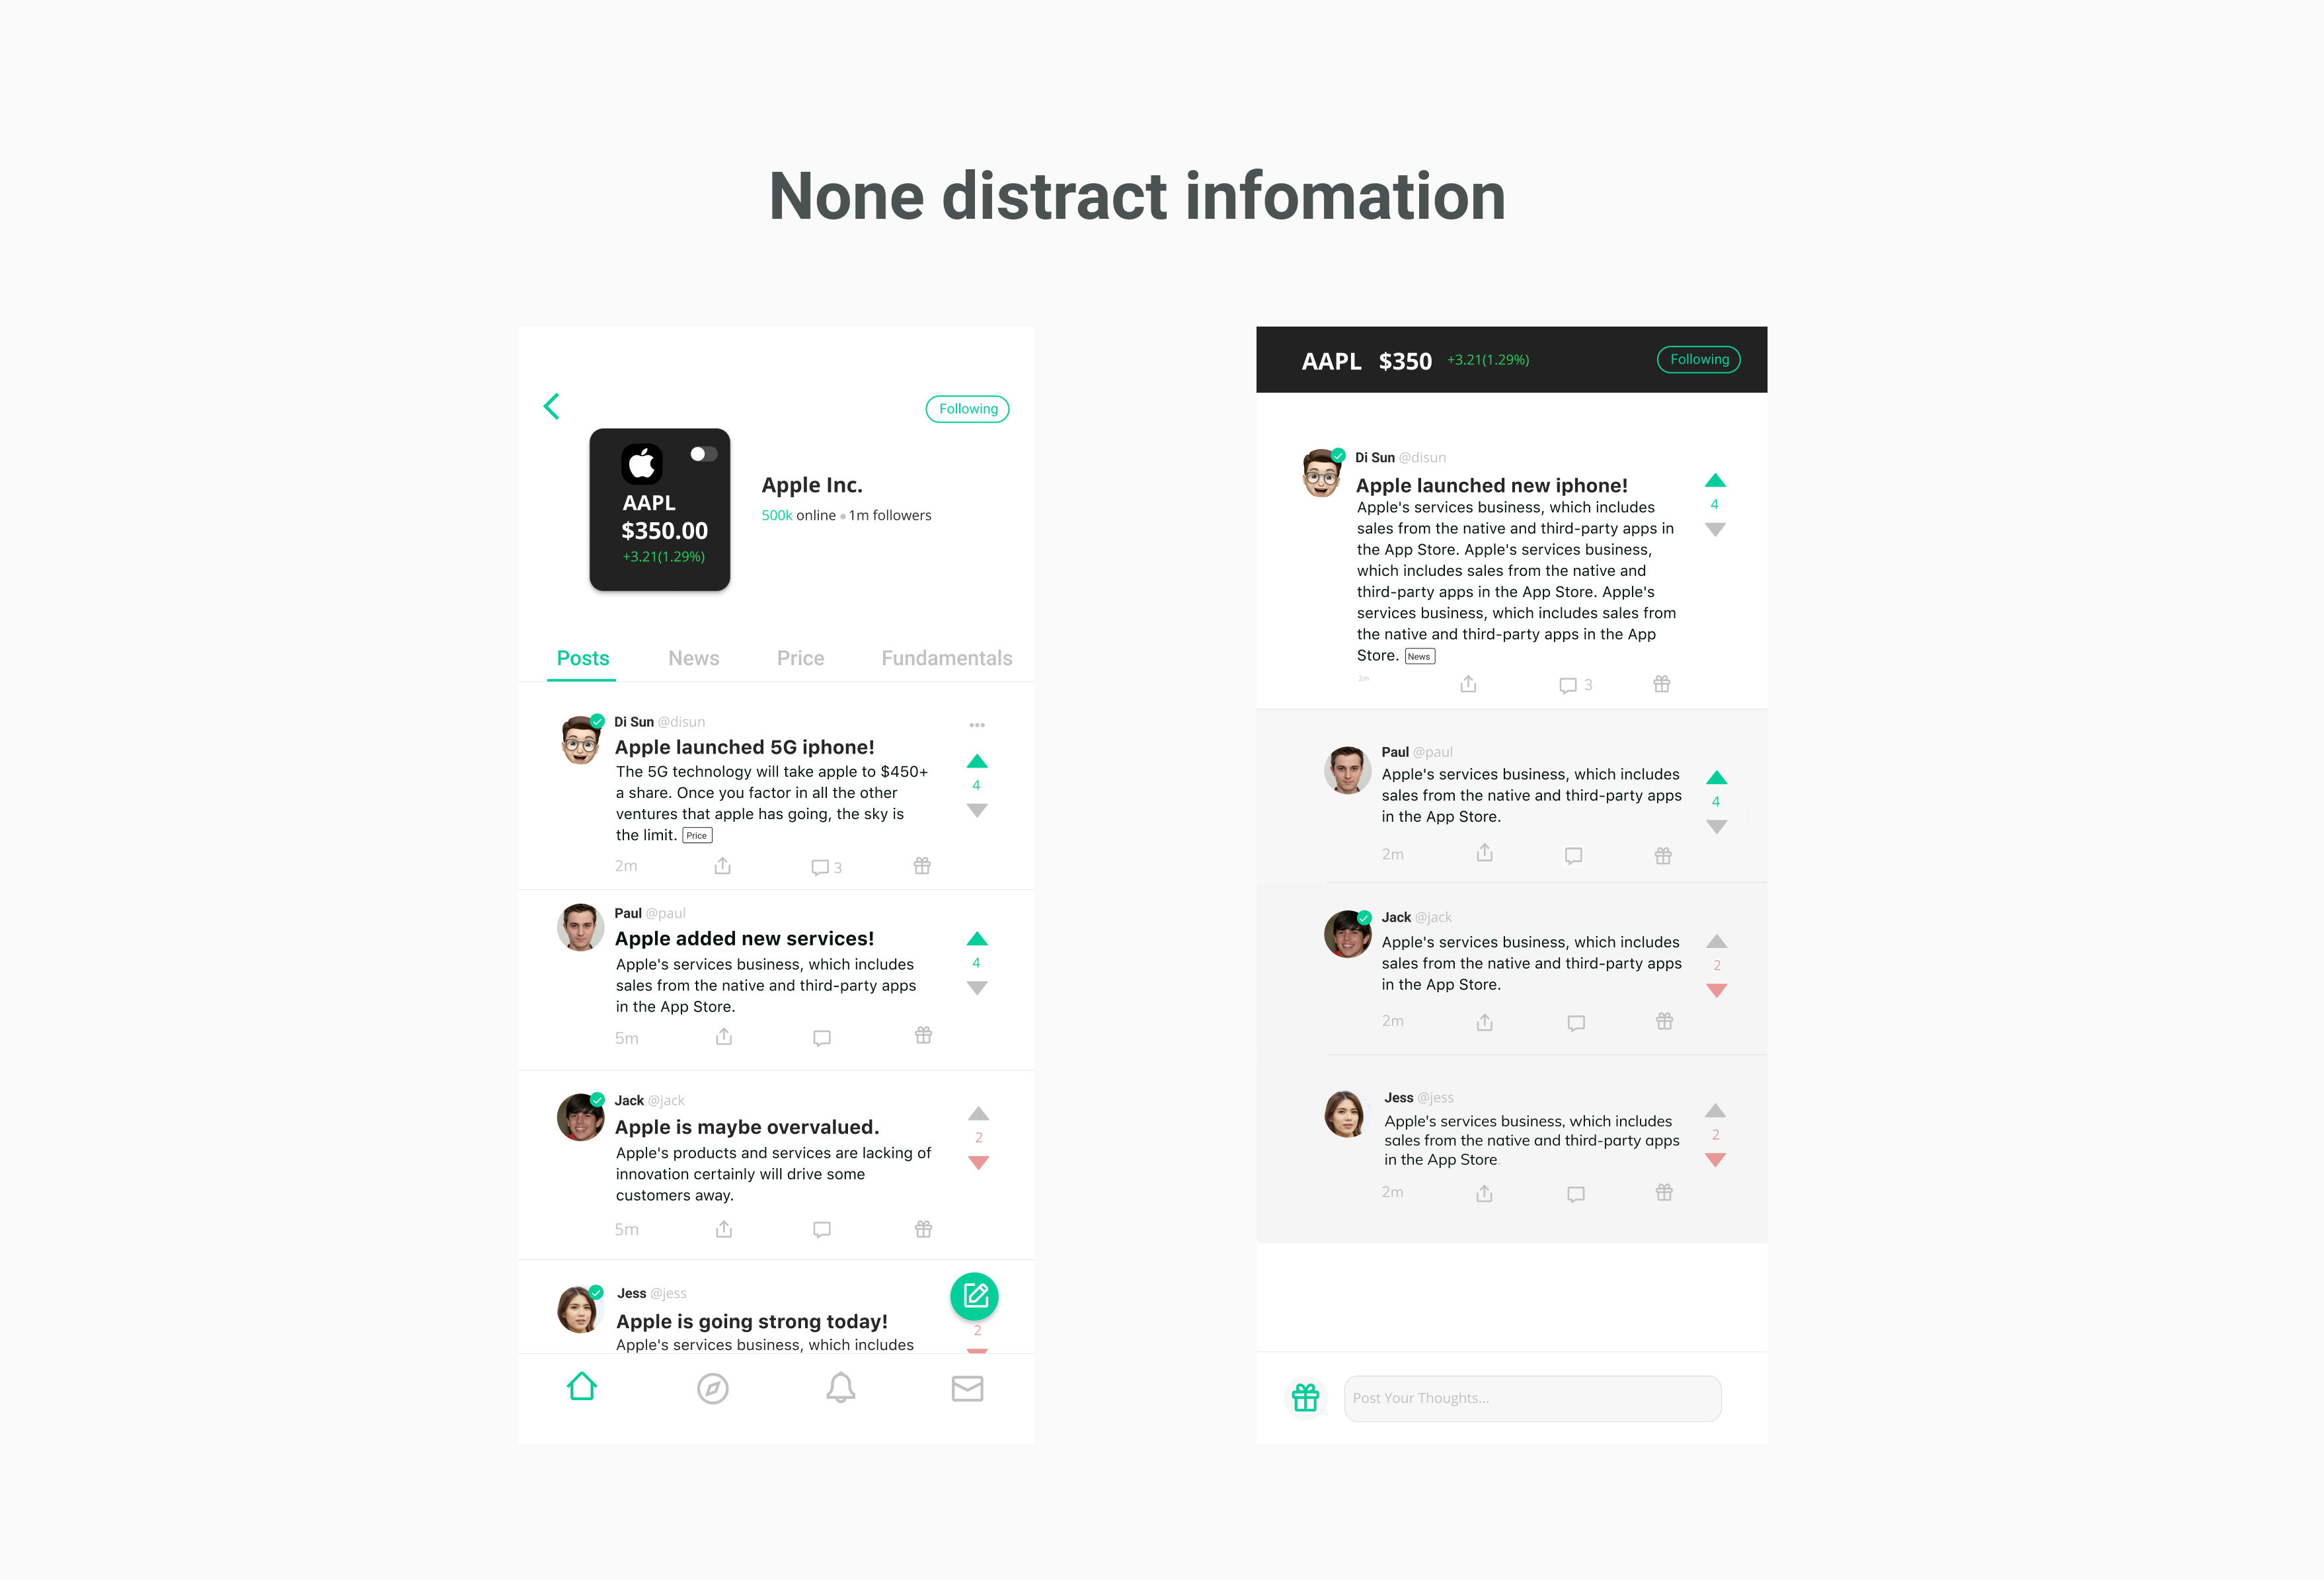 None distract infomation
Following
AAPL
$350.00
+3.21(1.29%)
Apple Inc.
500k online 1m followers
Posts News Price Fundamentals
Di Sun @disun
Apple launched 5G iphone!
The 5G technology will take apple to $450+
a share. Once you factor in all the other
ventures that apple has going, the sky is
the limit. Price
4
2m 3
Paul @paul
Apple added new services!
Apple's services business, which includes
sales from the native and third-party apps
in the App Store.
4
5m
Jack @jack
Apple is maybe overvalued.
Apple's products and services are lacking of
innovation certainly will drive some
customers away.
2
5m
Jess @jess
Apple is going strong today!
Apple's services business, which includes
2
AAPL $350 +3.21(1.29%) Following
Di Sun @disun
Apple launched new iphone!
Apple's services business, which includes
sales from the native and third-party apps in
the App Store. Apple's services business,
which includes sales from the native and
third-party apps in the App Store. Apple's
services business, which includes sales from
the native and third-party apps in the App
Store. News
4
2m 3
Paul @paul
Apple's services business, which includes
sales from the native and third-party apps
in the App Store.
4
2m
Jack @jack
Apple's services business, which includes
sales from the native and third-party apps
in the App Store.
2
2m
Jess @jess
Apple's services business, which includes
sales from the native and third-party apps
in the App Store.
2
2m
Post Your Thoughts...